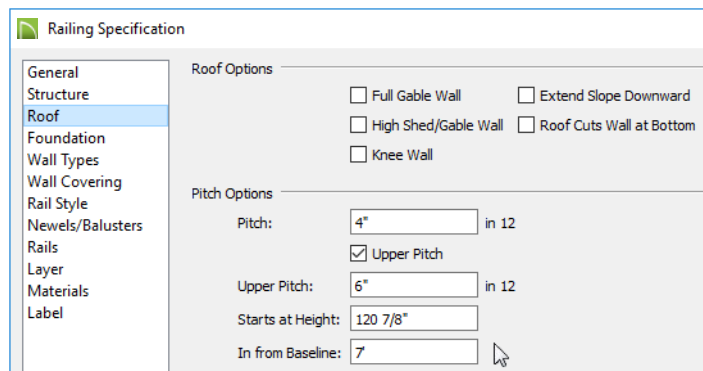 Railing Specification
General
Structure
Roof
Foundation
Wall Types
Wall Covering
Rail Style
Newels/Balusters
Rails
Layer
Materials
Label
Roof Options
Full Gable Wall Extend Slope Downward
High Shed/Gable Wall Roof Cuts Wall at Bottom
Knee Wall
Pitch Options
Pitch: 4" in 12
Upper Pitch
Upper Pitch: 6" in 12
Starts at Height: 120 7/8"
In from Baseline: 7'